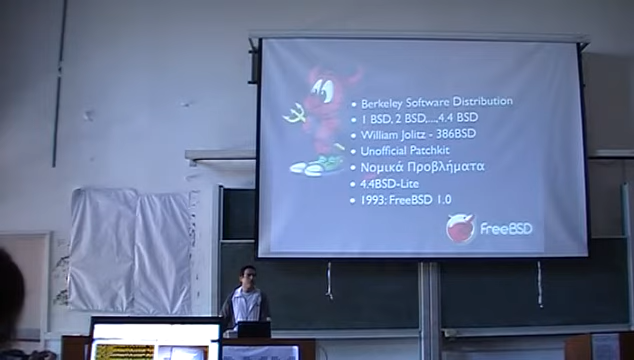 • Berkeley Software Distribution
• 1 BSD, 2 BSD,...,4.4 BSD
• William Jolitz - 386BSD
• Unofficial Patchkit
• Νομικά Προβλήματα
• 4.4BSD-Lite
• 1993: FreeBSD 1.0
FreeBSD